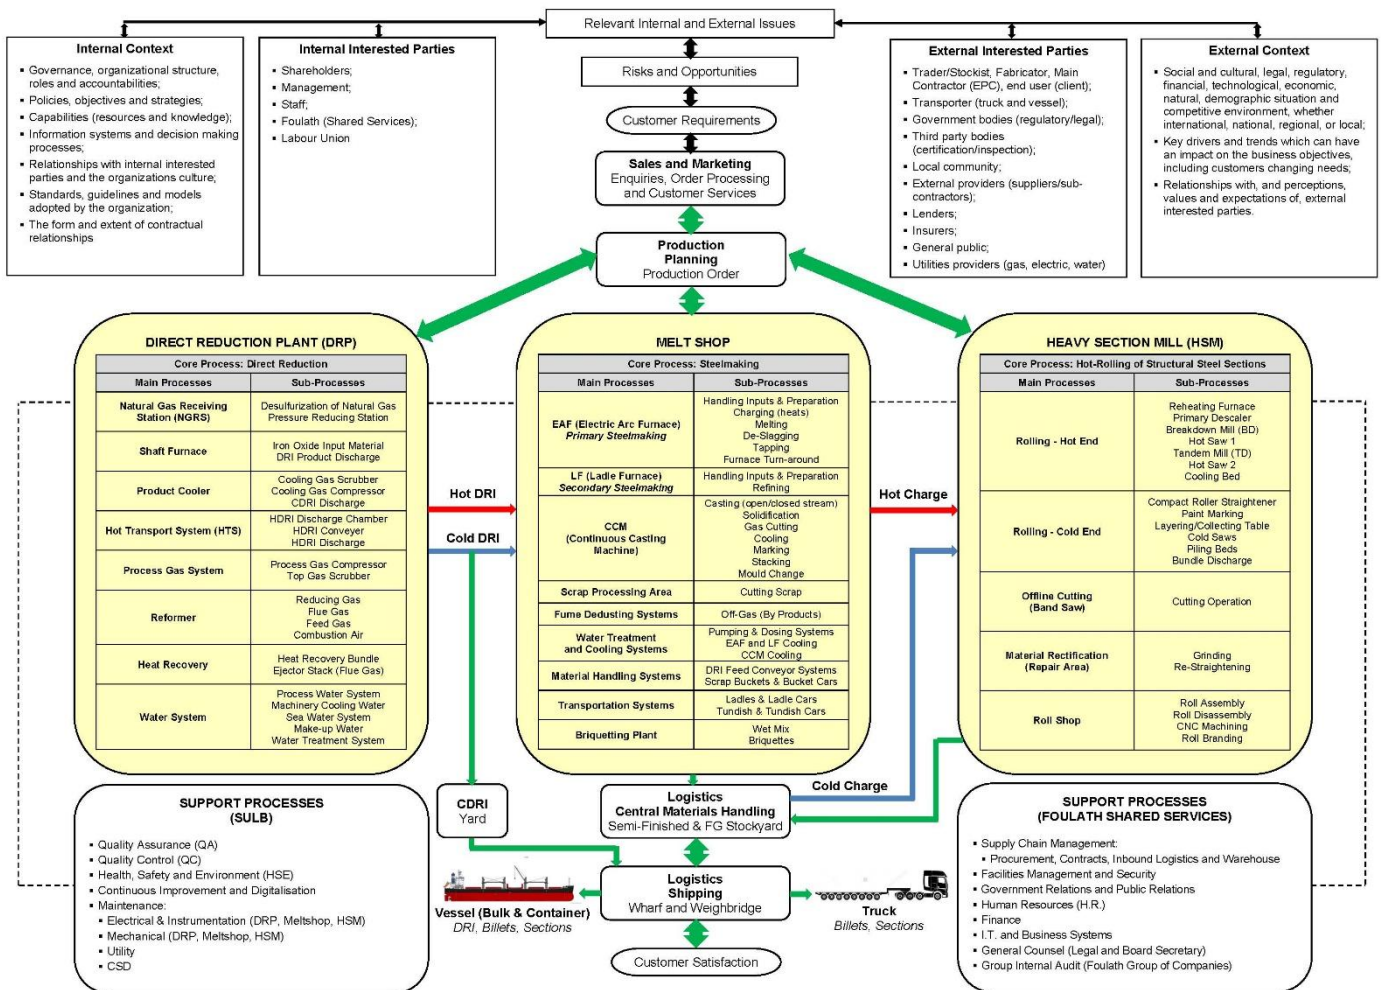 Relevant Internal and External Issues
Internal Context
▪ Governance, organizational structure,
roles and accountabilities;
▪ Policies, objectives and strategies;
▪ Capabilities (resources and knowledge);
▪ Information systems and decision making
processes;
▪ Relationships with internal interested
parties and the organizations culture;
▪ Standards, guidelines and models
adopted by the organization;
▪ The form and extent of contractual
relationships
Internal Interested Parties
▪ Shareholders;
▪ Management;
▪ Staff;
▪ Foulath (Shared Services);
▪ Labour Union
Risks and Opportunities
Customer Requirements
Sales and Marketing
Enquiries, Order Processing
and Customer Services
Production
Planning
Production Order
External Interested Parties
▪ Trader/Stockist, Fabricator, Main
Contractor (EPC), end user (client);
▪ Transporter (truck and vessel);
▪ Government bodies (regulatory/legal);
▪ Third party bodies
(certification/inspection);
▪ Local community;
▪ External providers (suppliers/sub-
contractors);
▪ Lenders;
▪ Insurers;
▪ General public;
▪ Utilities providers (gas, electric, water)
External Context
▪ Social and cultural, legal, regulatory,
financial, technological, economic,
natural, demographic situation and
competitive environment, whether
international, national, regional, or local;
▪ Key drivers and trends which can have
an impact on the business objectives,
including customers changing needs;
▪ Relationships with, and perceptions,
values and expectations of, external
interested parties.
DIRECT REDUCTION PLANT (DRP)
Core Process: Direct Reduction
Main Processes
Sub-Processes
Natural Gas Receiving
Station (NGRS)
Desulfurization of Natural Gas
Pressure Reducing Station
Shaft Furnace
Iron Oxide Input Material
DRI Product Discharge
Product Cooler
Cooling Gas Scrubber
Cooling Gas Compressor
CDRI Discharge
Hot Transport System (HTS)
HDRI Discharge Chamber
HDRI Conveyer
HDRI Discharge
Process Gas System
Process Gas Compressor
Top Gas Scrubber
Reformer
Reducing Gas
Flue Gas
Feed Gas
Combustion Air
Heat Recovery
Heat Recovery Bundle
Ejector Stack (Flue Gas)
Water System
Process Water System
Machinery Cooling Water
Sea Water System
Make-up Water
Water Treatment System
Hot DRI
Cold DRI
MELT SHOP
Core Process: Steelmaking
Main Processes
Sub-Processes
EAF (Electric Arc Furnace)
Primary Steelmaking
Handling Inputs & Preparation
Charging (heats)
Melting
De-Slagging
Tapping
Furnace Turn-around
LF (Ladle Furnace)
Secondary Steelmaking
Handling Inputs & Preparation
Refining
CCM
(Continuous Casting
Machine)
Casting (open/closed stream)
Solidification
Gas Cutting
Cooling
Marking
Stacking
Mould Change
Scrap Processing Area
Cutting Scrap
Fume Dedusting Systems
Off-Gas (By Products)
Water Treatment
and Cooling Systems
Pumping & Dosing Systems
EAF and LF Cooling
CCM Cooling
Material Handling Systems
DRI Feed Conveyor Systems
Scrap Buckets & Bucket Cars
Transportation Systems
Ladles & Ladle Cars
Tundish & Tundish Cars
Briquetting Plant
Wet Mix
Briquettes
Hot Charge
HEAVY SECTION MILL (HSM)
Core Process: Hot-Rolling of Structural Steel Sections
Main Processes
Sub-Processes
Rolling - Hot End
Reheating Furnace
Primary Descaler
Breakdown Mill (BD)
Hot Saw 1
Tandem Mill (TD)
Hot Saw 2
Cooling Bed
Rolling - Cold End
Compact Roller Straightener
Paint Marking
Layering/Collecting Table
Cold Saws
Piling Beds
Bundle Discharge
Offline Cutting
(Band Saw)
Cutting Operation
Material Rectification
(Repair Area)
Grinding
Re-Straightening
Roll Shop
Roll Assembly
Roll Disassembly
CNC Machining
Roll Branding
SUPPORT PROCESSES
(SULB)
▪ Quality Assurance (QA)
▪ Quality Control (QC)
▪ Health, Safety and Environment (HSE)
▪ Continuous Improvement and Digitalisation
▪ Maintenance:
▪ Electrical & Instrumentation (DRP, Meltshop, HSM)
▪ Mechanical (DRP, Meltshop, HSM)
▪ Utility
▪ CSD
CDRI
Yard
Logistics
Central Materials Handling
Semi-Finished & FG Stockyard
Cold Charge
Logistics
Shipping
Wharf and Weighbridge
Vessel (Bulk & Container)
DRI, Billets, Sections
Truck
Billets, Sections
Customer Satisfaction
SUPPORT PROCESSES
(FOULATH SHARED SERVICES)
▪ Supply Chain Management:
▪ Procurement, Contracts, Inbound Logistics and Warehouse
▪ Facilities Management and Security
▪ Government Relations and Public Relations
▪ Human Resources (H.R.)
▪ Finance
▪ I.T. and Business Systems
▪ General Counsel (Legal and Board Secretary)
▪ Group Internal Audit (Foulath Group of Companies)